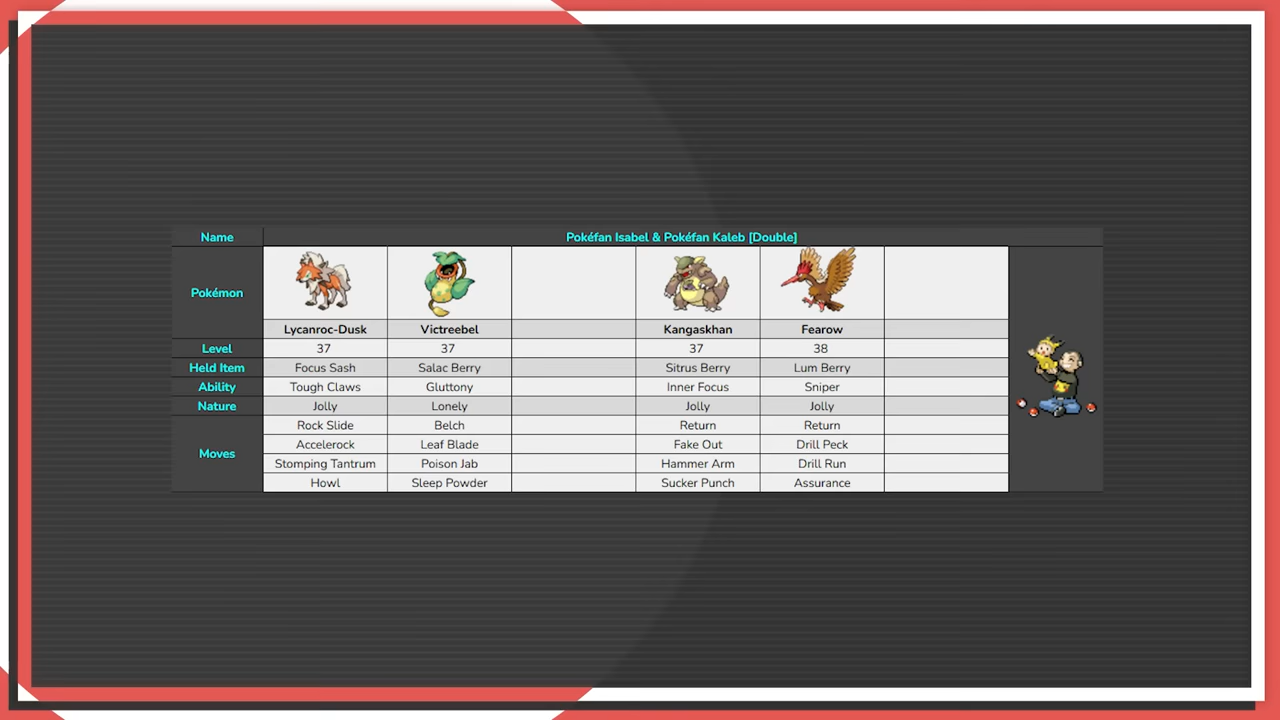 Name Pokéfan Isabel & Pokéfan Kaleb [Double]
Pokémon
Lycanroc-Dusk Victreebel Kangaskhan Fearow
Level 37 37 37 38
Held Item Focus Sash Salac Berry Sitrus Berry Lum Berry
Ability Tough Claws Gluttony Inner Focus Sniper
Nature Jolly Lonely Jolly Jolly
Moves
Rock Slide Belch Return Return
Accelerock Leaf Blade Fake Out Drill Peck
Stomping Tantrum Poison Jab Hammer Arm Drill Run
Howl Sleep Powder Sucker Punch Assurance